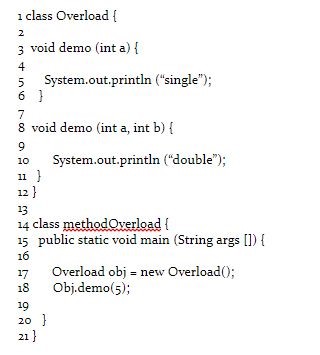 1 class Overload {
2
3 void demo (int a) {
4
5 System.out.println (“single”);
6 }
7
8 void demo (int a, int b) {
9
10 System.out.println (“double”);
11 }
12 }
13
14 class methodOverload {
15 public static void main (String args []) {
16
17 Overload obj = new Overload();
18 Obj.demo(5);
19
20 }
21 }